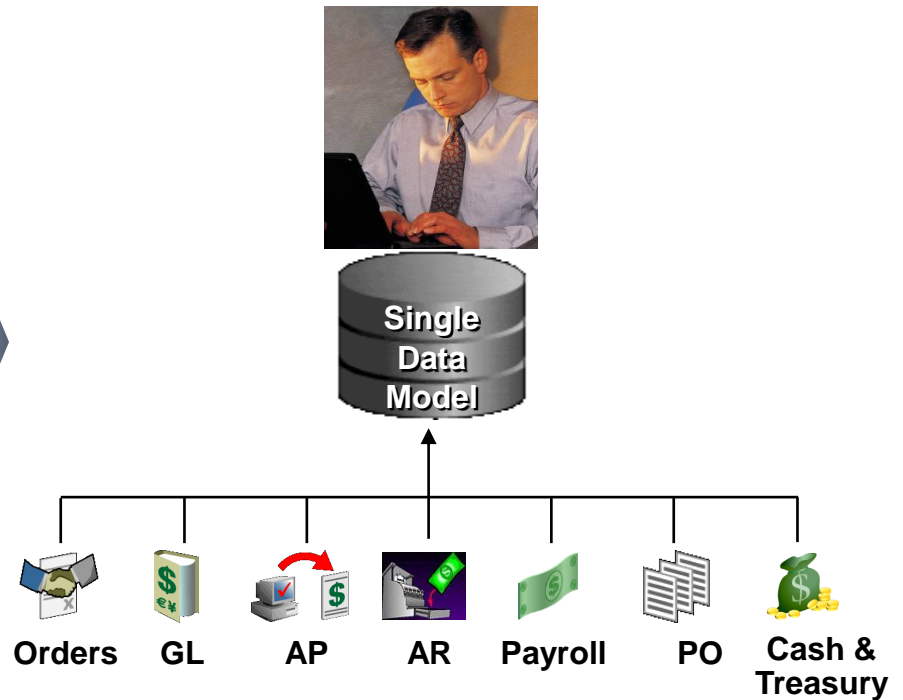 Single
Data
Model
Orders
GL
AP
AR
Payroll
PO
Cash &
Treasury